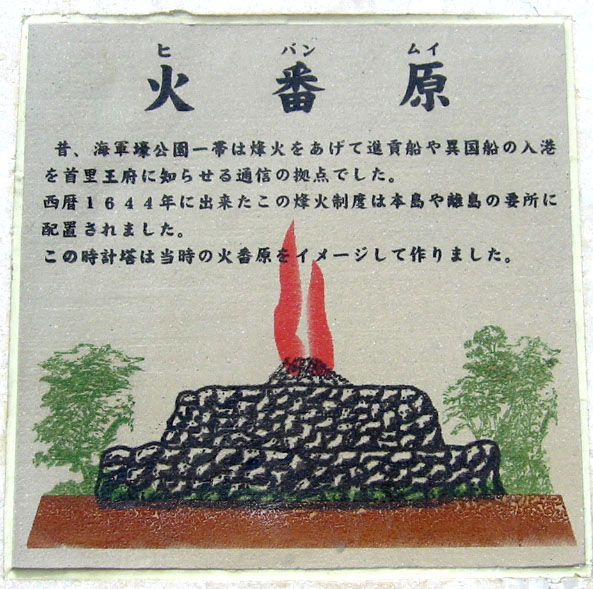 ヒ バン ムイ
火番原
昔、海軍壕公園一帯は烽火をあげて進貢船や異国船の入港
を首里王府に知らせる通信の拠点でした。
西暦1644年に出来たこの烽火制度は本島や離島の要所に
配置されました。
この時計塔は当時の火番原をイメージして作りました。